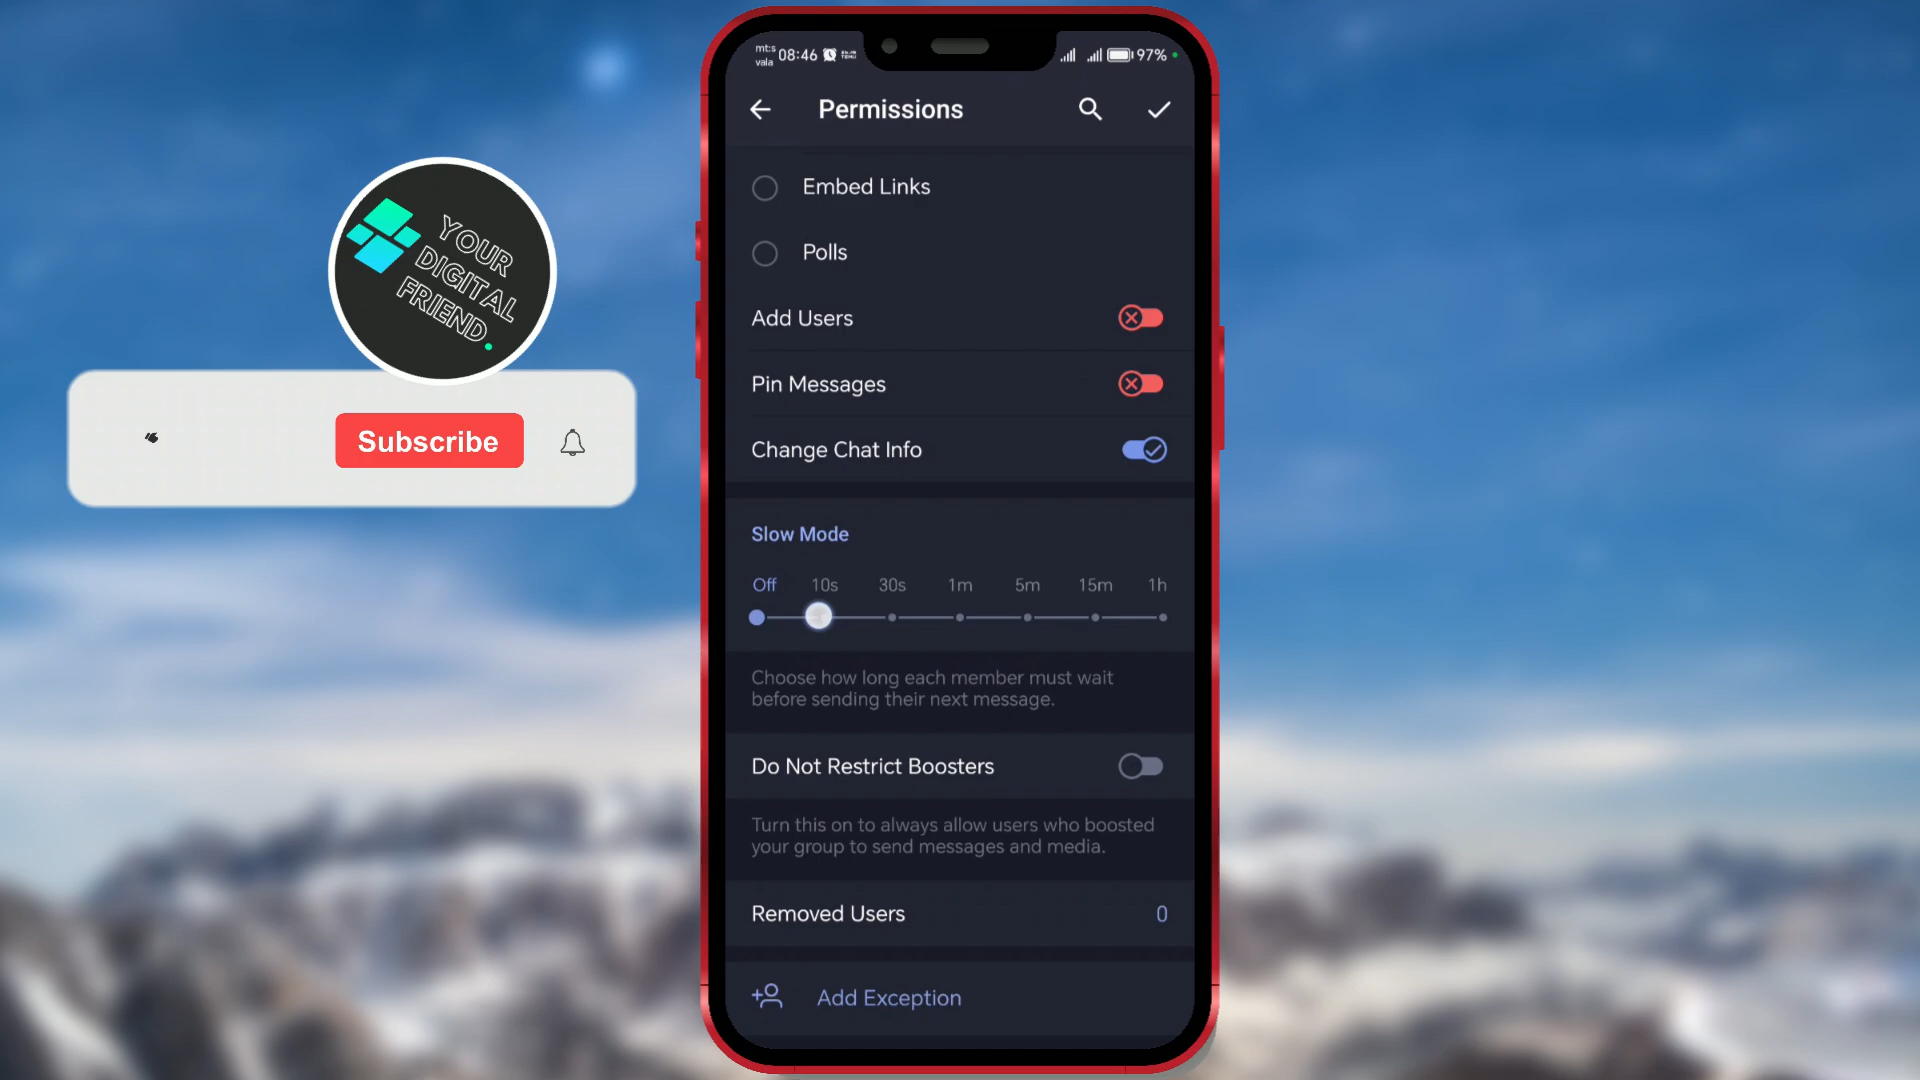 YOUR
DIGITAL
FRIEND.
Subscribe
mt:s
vala
08:46
97%
Permissions
Embed Links
Polls
Add Users
Pin Messages
Change Chat Info
Slow Mode
Off 10s 30s 1m 5m 15m 1h
Choose how long each member must wait
before sending their next message.
Do Not Restrict Boosters
Turn this on to always allow users who boosted
your group to send messages and media.
Removed Users 0
Add Exception